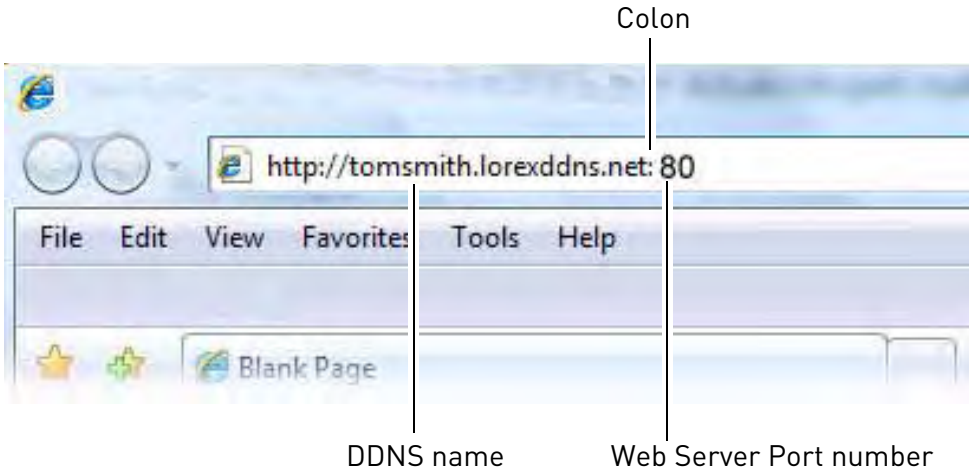 Colon
http://tomsmith.lorexddns.net: 80
File Edit View Favorites Tools Help
Blank Page
DDNS name Web Server Port number